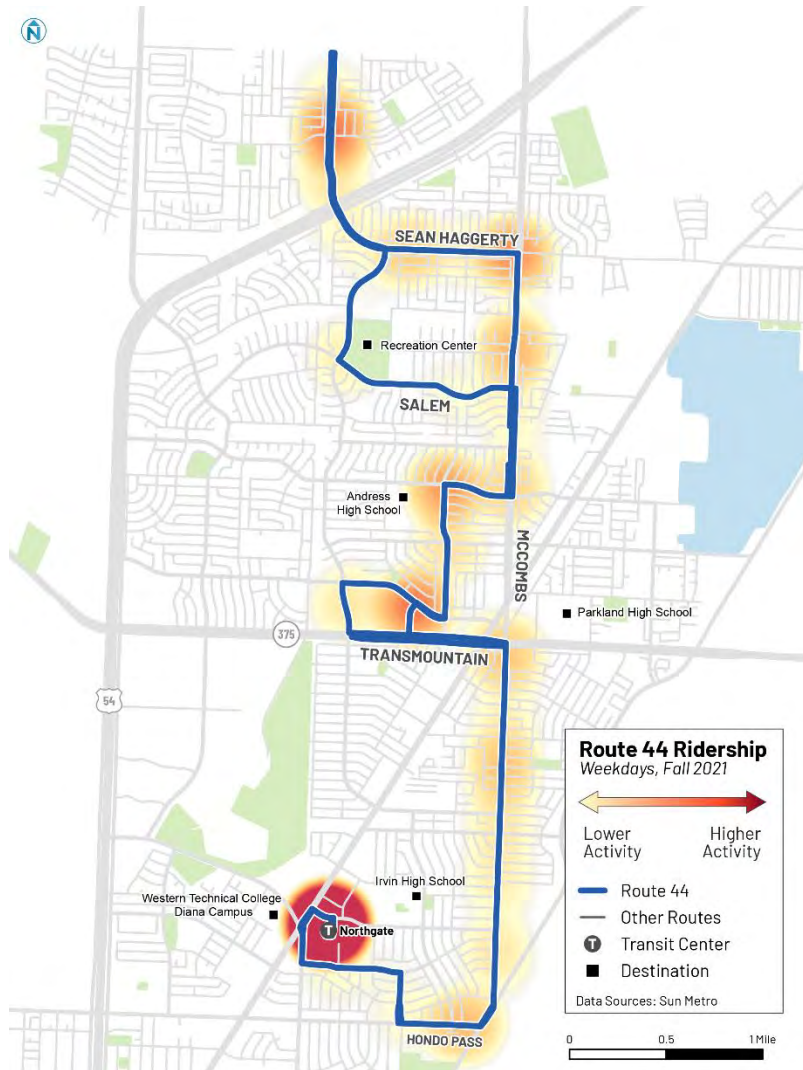 N
SEAN HAGGERTY
Recreation Center
SALEM
Andress
High School
MCCOMBS
Parkland High School
375
TRANSMOUNTAIN
54
Route 44 Ridership
Weekdays, Fall 2021
Lower
Activity
Higher
Activity
Route 44
Other Routes
T
Transit Center
Destination
Data Sources: Sun Metro
Irvin High School
Western Technical College
Diana Campus
T
Northgate
HONDO PASS
0
0.5
1 Mile